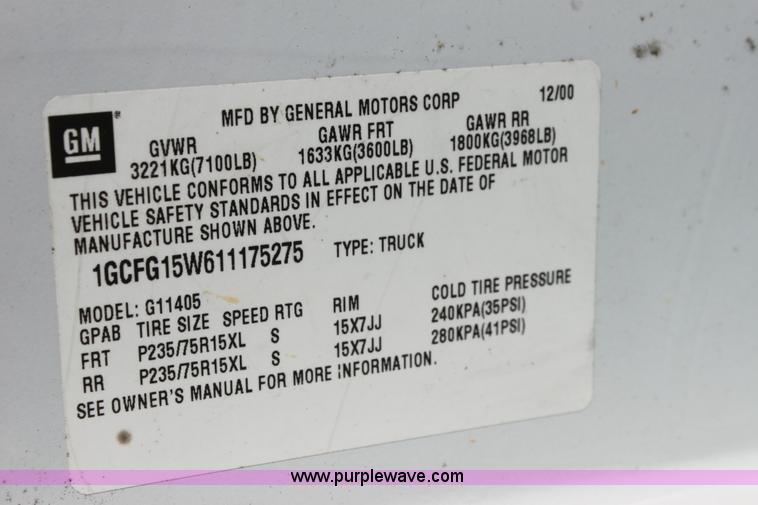 GM
MFD BY GENERAL MOTORS CORP 12/00
GVWR GAWR FRT GAWR RR
3221KG(7100LB) 1633KG(3600LB) 1800KG(3968LB)
THIS VEHICLE CONFORMS TO ALL APPLICABLE U.S. FEDERAL MOTOR
VEHICLE SAFETY STANDARDS IN EFFECT ON THE DATE OF
MANUFACTURE SHOWN ABOVE.
1GCFG15W611175275 TYPE: TRUCK
MODEL: G11405
GPAB TIRE SIZE SPEED RTG RIM COLD TIRE PRESSURE
FRT P235/75R15XL S 15X7JJ 240KPA(35PSI)
RR P235/75R15XL S 15X7JJ 280KPA(41PSI)
SEE OWNER'S MANUAL FOR MORE INFORMATION.
www.purplewave.com